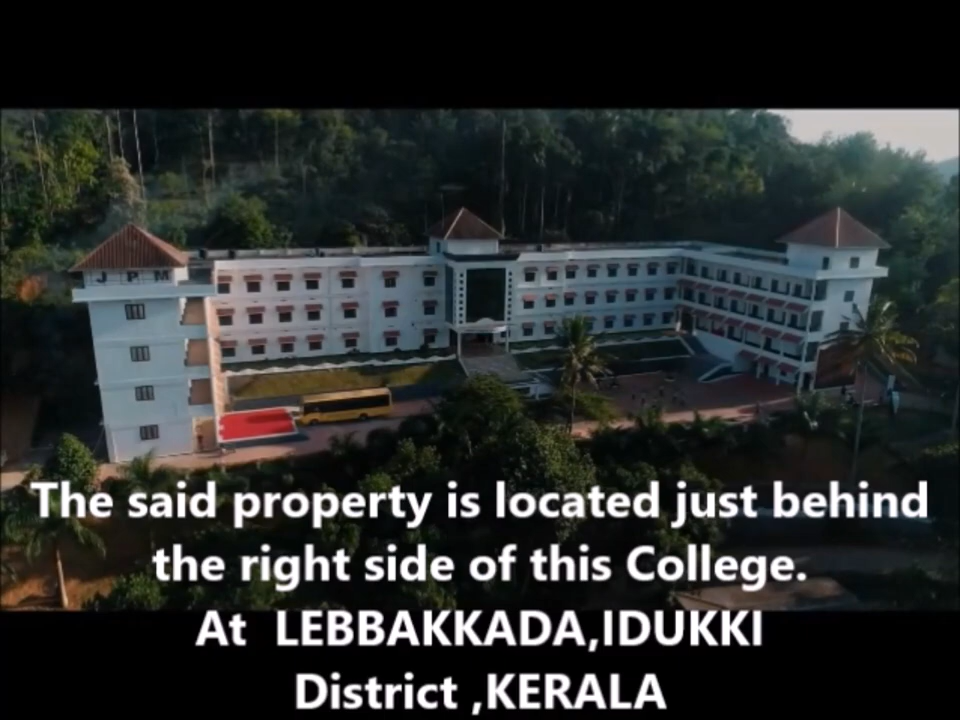 J P M
The said property is located just behind
the right side of this College.
At  LEBBAKKADA,IDUKKI
District ,KERALA